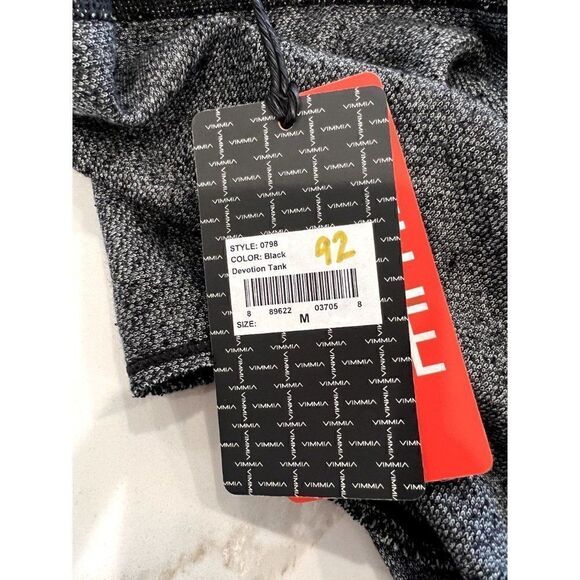 VIMMIA
STYLE: 0798
COLOR: Black
Devotion Tank
92
8 89622 03705 8
SIZE: M